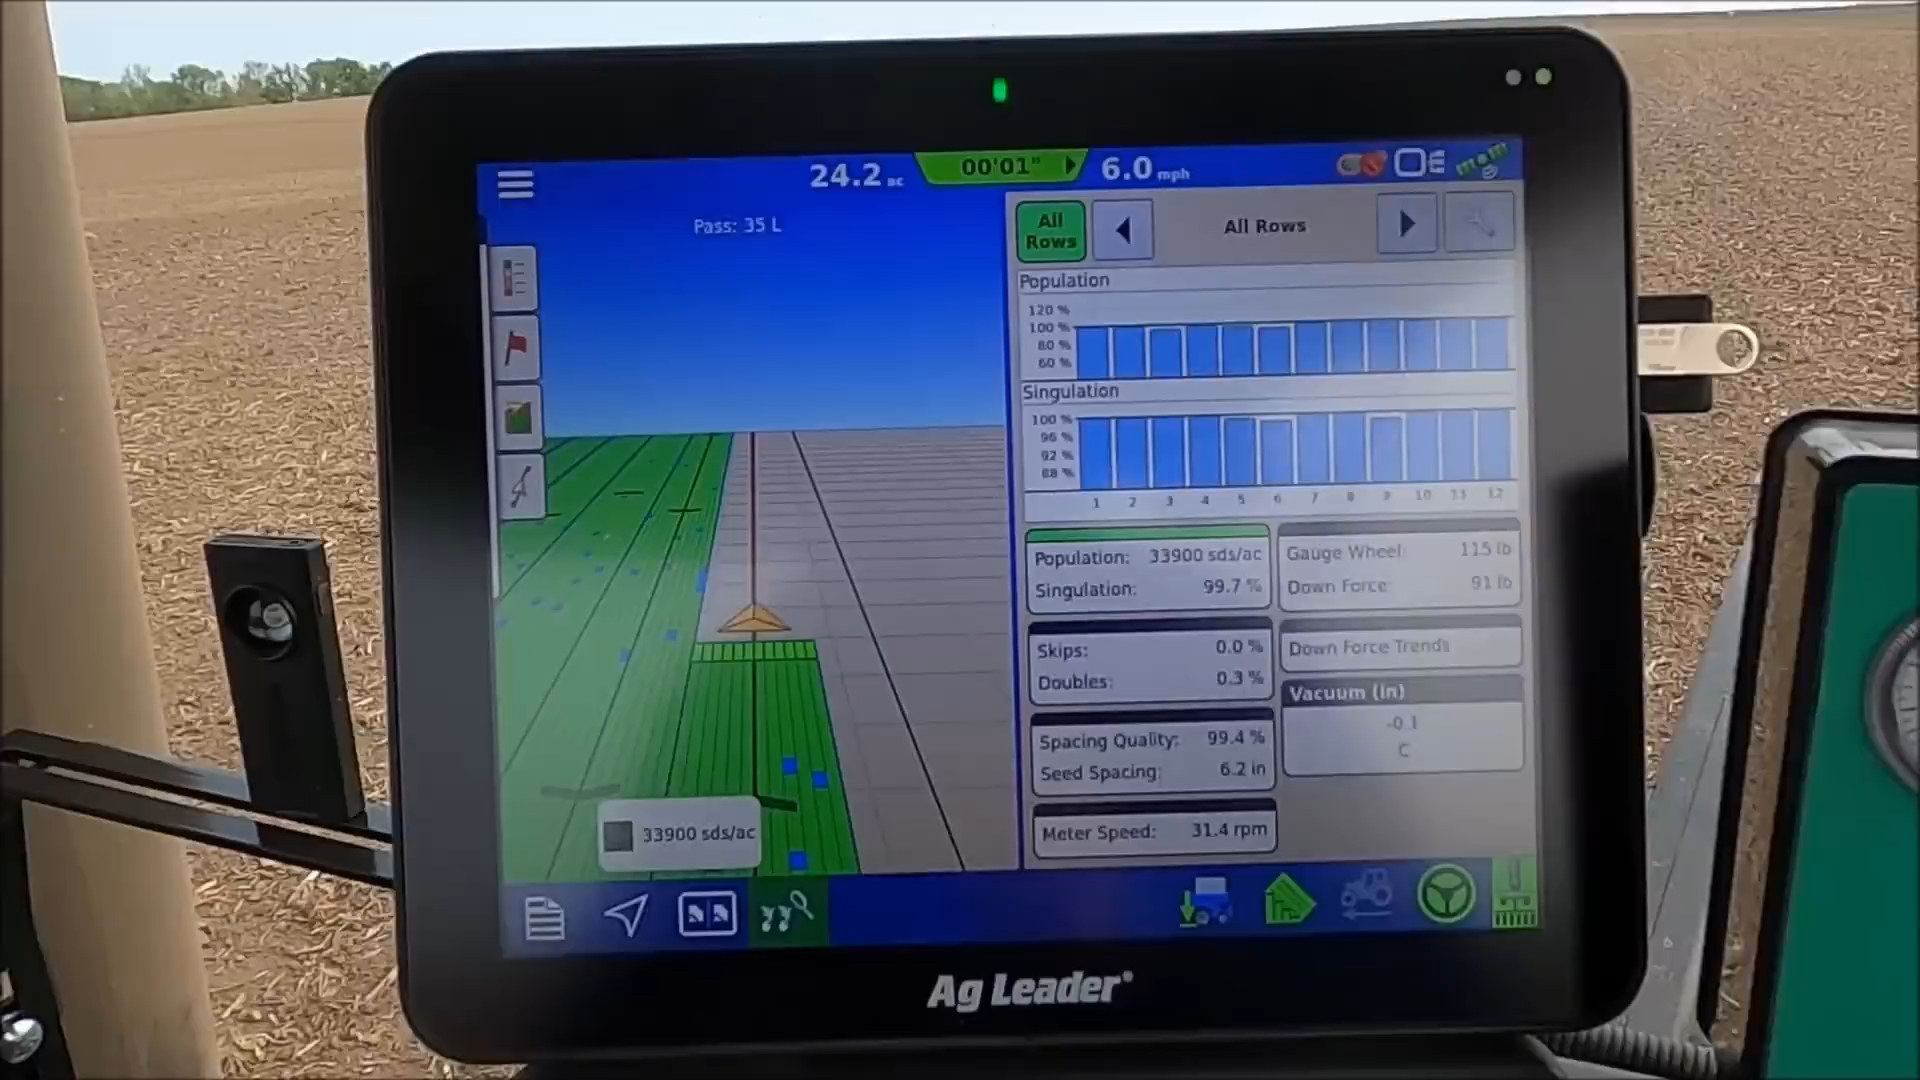 24.2 ac
00'01"
6.0 mph
Pass: 35 L
All Rows
All Rows
Population
120 %
100 %
80 %
60 %
Singulation
100 %
96 %
92 %
88 %
1 2 3 4 5 6 7 8 9 10 11 12
Population: 33900 sds/ac
Singulation: 99.7 %
Gauge Wheel: 115 lb
Down Force: 91 lb
Skips: 0.0 %
Doubles: 0.3 %
Down Force Trends
Vacuum (in)
-0.1
C
Spacing Quality: 99.4 %
Seed Spacing: 6.2 in
Meter Speed: 31.4 rpm
33900 sds/ac
Ag Leader®